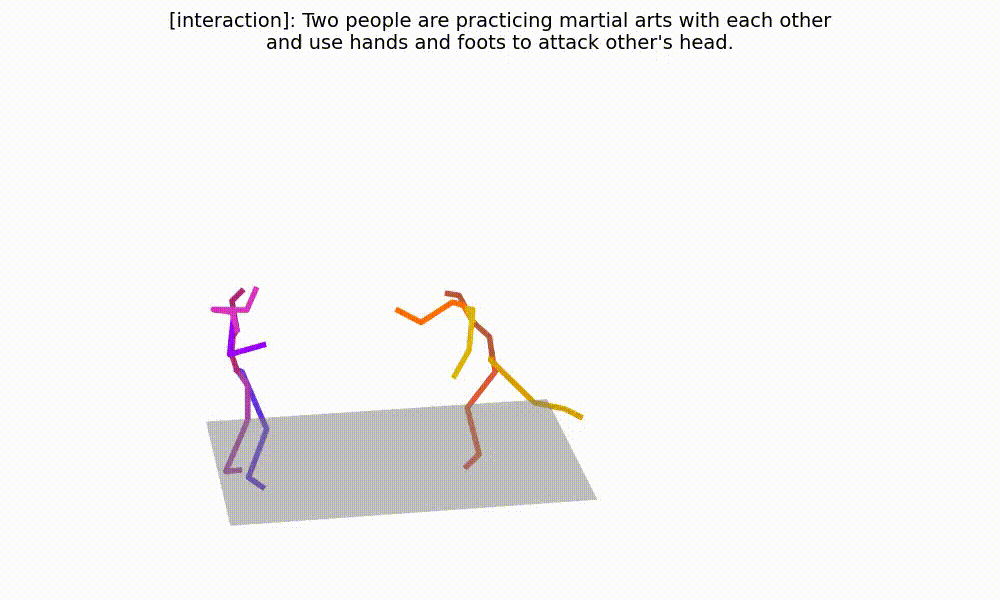 [interaction]: Two people are practicing martial arts with each other
and use hands and foots to attack other's head.